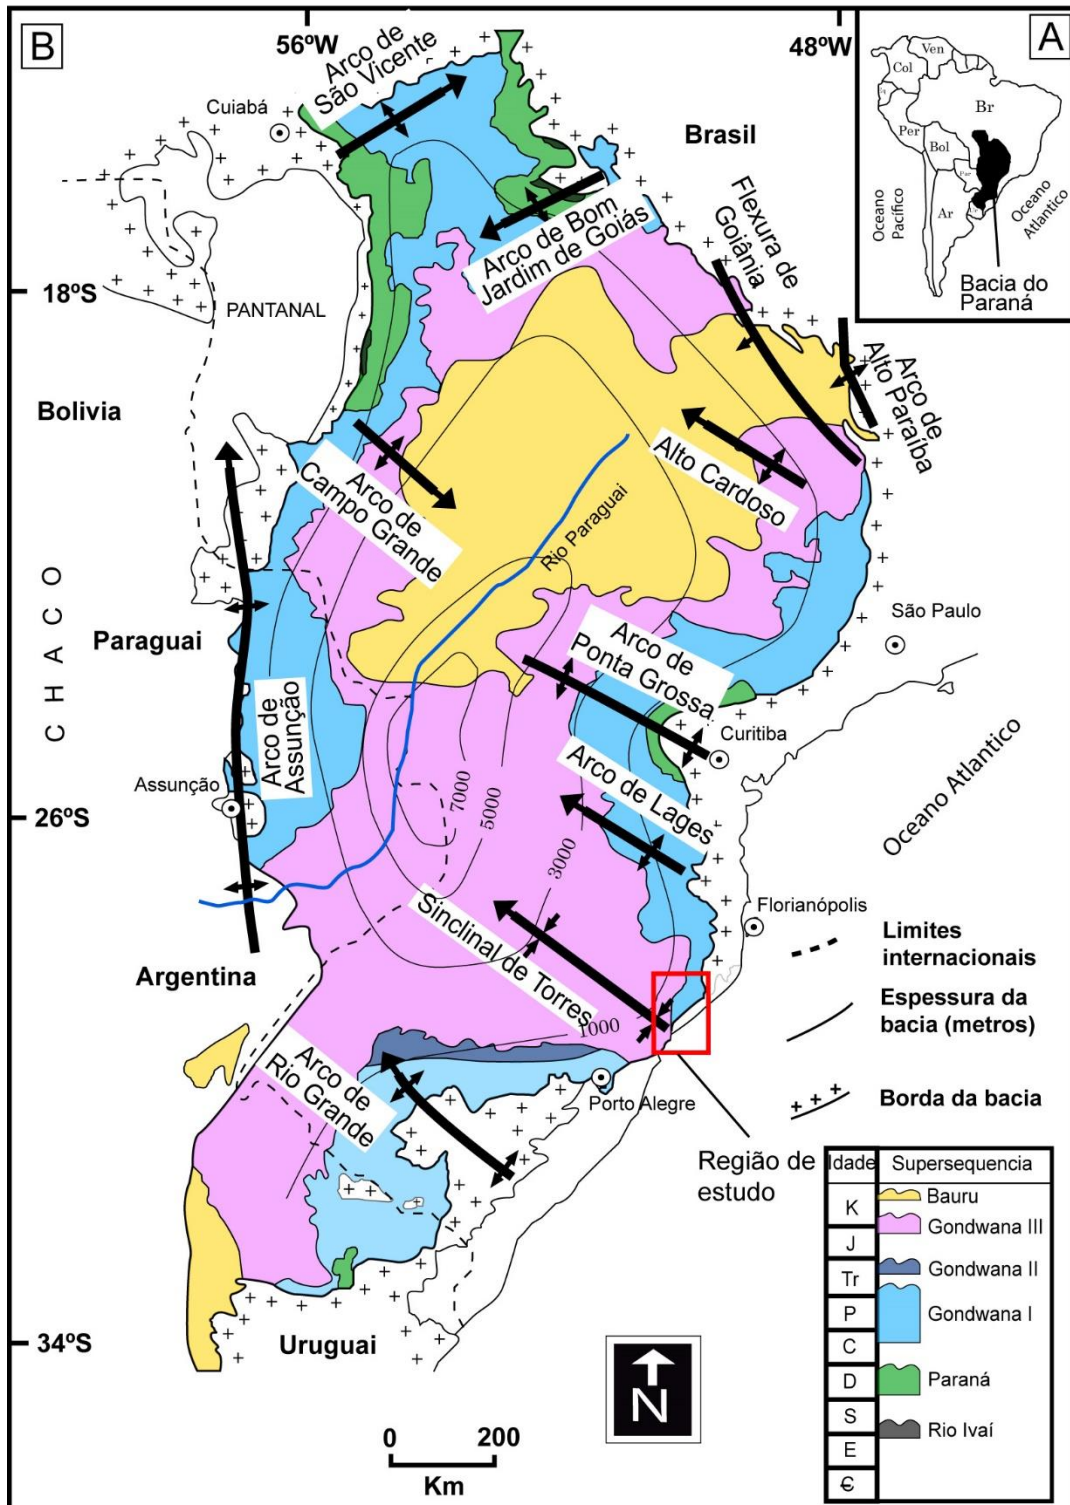 B
56ºW
48ºW
A
Arco de
São Vicente
Cuiabá
Brasil
Ven
Col
Br
Per
Bol
Par
Ar
Oceano
Pacífico
Oceano
Atlantico
Bacia do
Paraná
Flexura de
Goiânia
Arco de Bom
Jardim de Goiás
18ºS
PANTANAL
Arco de
Alto Paraíba
Bolivia
Alto Cardoso
Arco de
Campo Grande
Rio Paraguai
CHACO
São Paulo
Paraguai
Arco de
Ponta Grossa
Arco de
Assunção
Curitiba
Assunção
Arco de Lages
Oceano Atlantico
26ºS
7000
5000
3000
1000
Florianópolis
Sinclinal de Torres
Argentina
Limites
internacionais
Espessura da
bacia (metros)
Arco de
Rio Grande
Porto Alegre
Borda da bacia
Região de
estudo
Idade
Supersequencia
K
Bauru
Gondwana III
J
Tr
Gondwana II
P
Gondwana I
C
D
Paraná
S
Rio Ivaí
E
Є
34ºS
Uruguai
N
0
200
Km